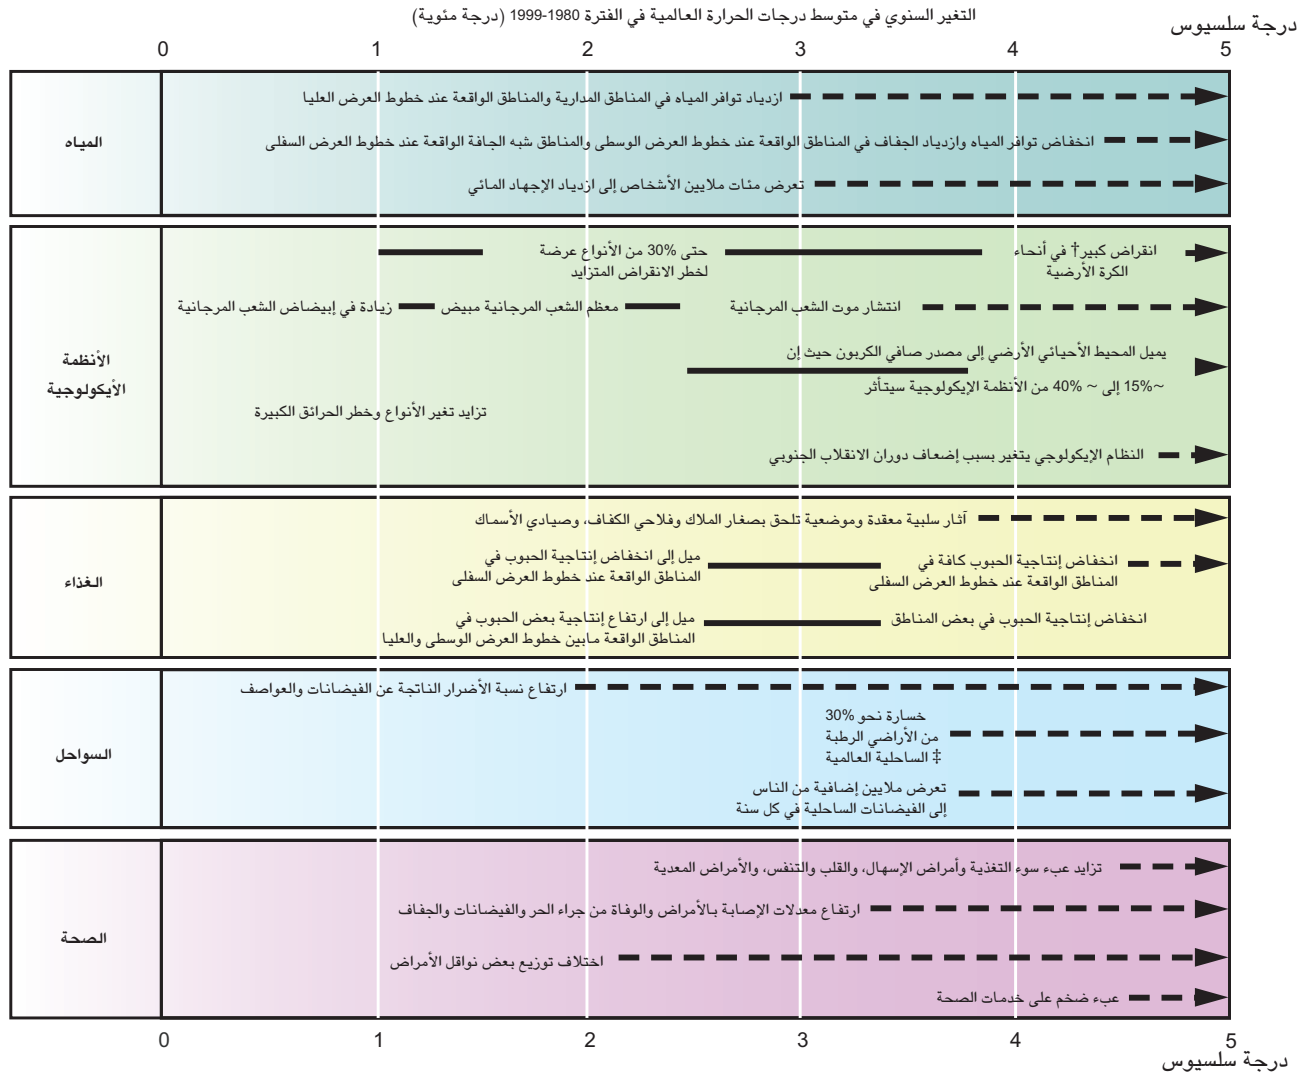 التغير السنوي في متوسط درجات الحرارة العالمية في الفترة 1980-1999 (درجة مئوية)
درجة سلسيوس
0 1 2 3 4 5
المياه
ازدياد توافر المياه في المناطق المدارية والمناطق الواقعة عند خطوط العرض العليا
انخفاض توافر المياه وازدياد الجفاف في المناطق الواقعة عند خطوط العرض الوسطى والمناطق شبه الجافة الواقعة عند خطوط العرض السفلى
تعرض مئات ملايين الأشخاص إلى ازدياد الإجهاد المائي
الأنظمة
الأيكولوجية
حتى 30% من الأنواع عرضة
لخطر الانقراض المتزايد
انقراض كبير† في أنحاء
الكرة الأرضية
زيادة في إبيضاض الشعب المرجانية
معظم الشعب المرجانية مبيض
انتشار موت الشعب المرجانية
يميل المحيط الأحيائي الأرضي إلى مصدر صافي الكربون حيث إن
~15% إلى ~ 40% من الأنظمة الإيكولوجية سيتأثر
تزايد تغير الأنواع وخطر الحرائق الكبيرة
النظام الإيكولوجي يتغير بسبب إضعاف دوران الانقلاب الجنوبي
الغذاء
آثار سلبية معقدة وموضعية تلحق بصغار الملاك وفلاحي الكفاف، وصيادي الأسماك
ميل إلى انخفاض إنتاجية الحبوب في
المناطق الواقعة عند خطوط العرض السفلى
انخفاض إنتاجية الحبوب كافة في
المناطق الواقعة عند خطوط العرض السفلى
ميل إلى ارتفاع إنتاجية بعض الحبوب في
المناطق الواقعة مابين خطوط العرض الوسطى والعليا
انخفاض إنتاجية الحبوب في بعض المناطق
السواحل
ارتفاع نسبة الأضرار الناتجة عن الفيضانات والعواصف
خسارة نحو 30%
من الأراضي الرطبة
الساحلية العالمية ‡
تعرض ملايين إضافية من الناس
إلى الفيضانات الساحلية في كل سنة
الصحة
تزايد عبء سوء التغذية وأمراض الإسهال، والقلب والتنفس، والأمراض المعدية
ارتفاع معدلات الإصابة بالأمراض والوفاة من جراء الحر والفيضانات والجفاف
اختلاف توزيع بعض نواقل الأمراض
عبء ضخم على خدمات الصحة
0 1 2 3 4 5
درجة سلسيوس